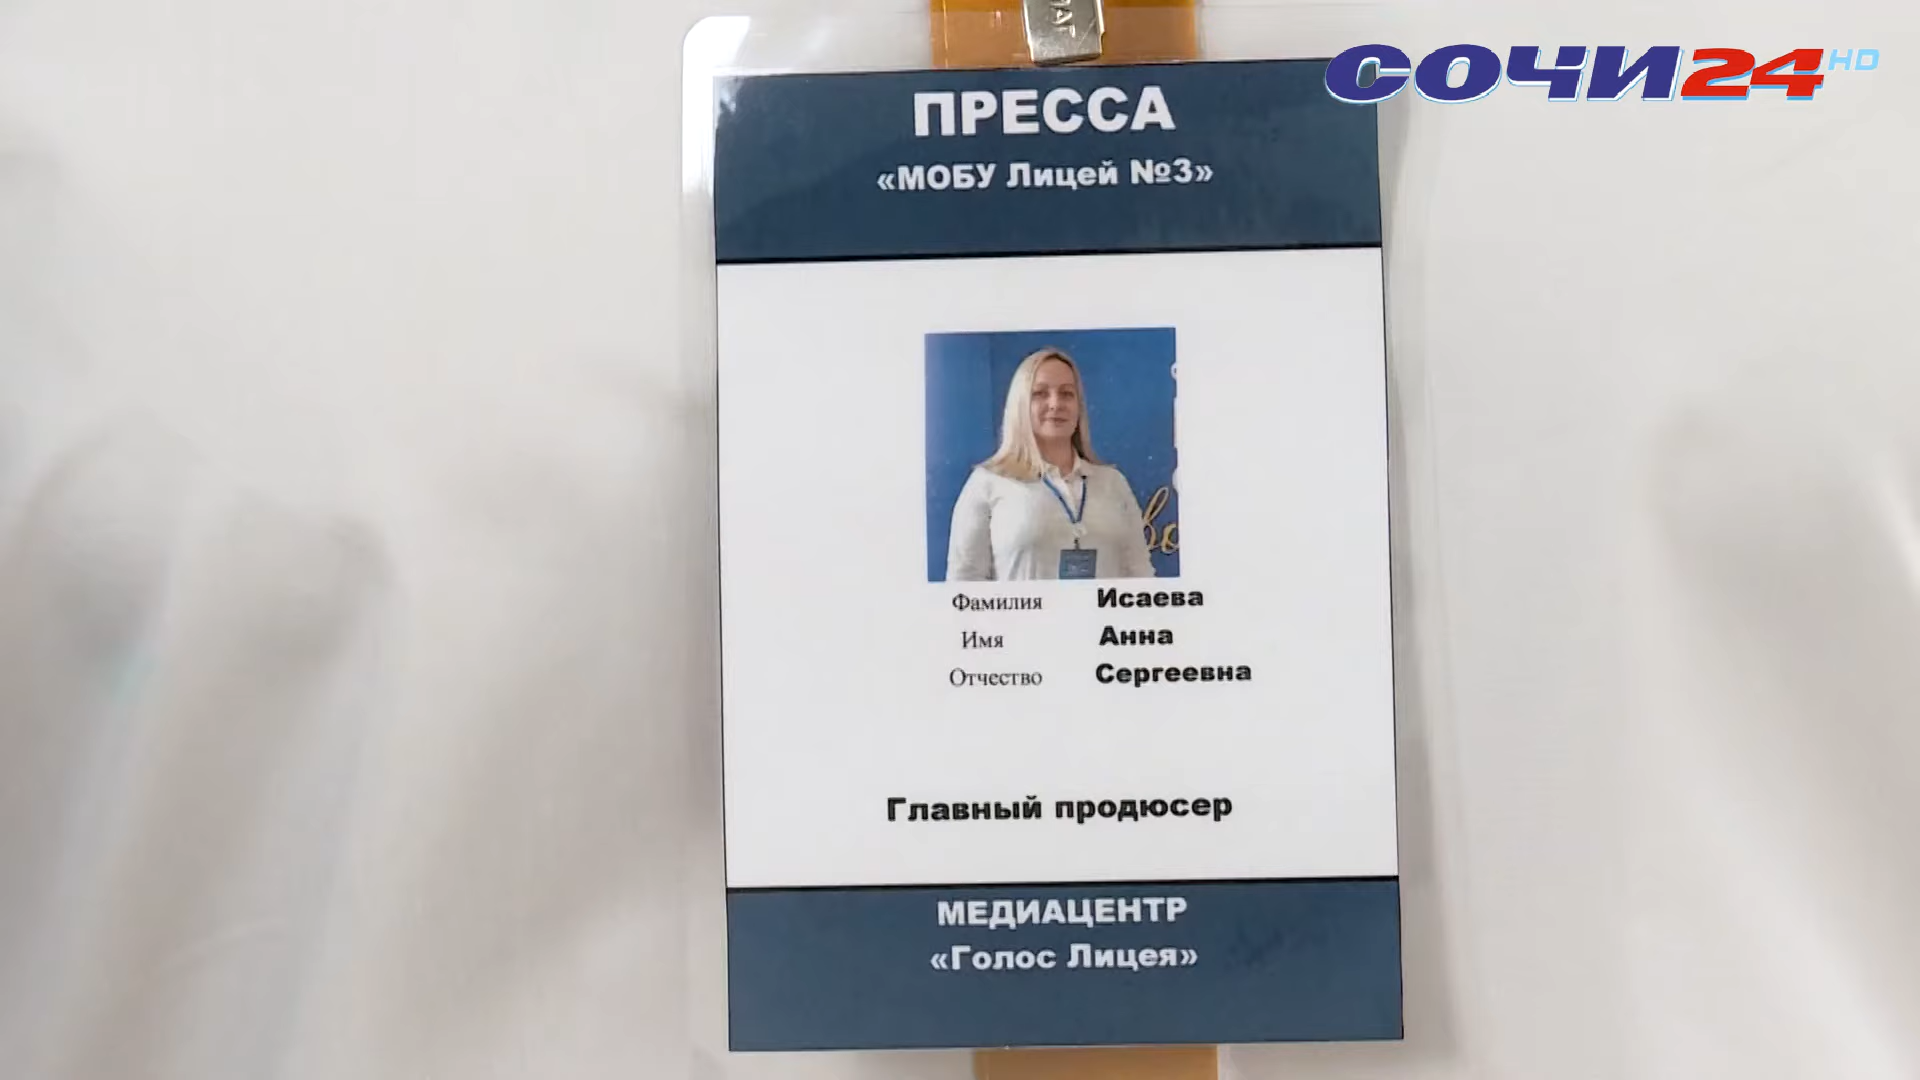 СОЧИ24 HD
ПРЕССА
«МОБУ Лицей №3»
Фамилия Исаева
Имя Анна
Отчество Сергеевна
Главный продюсер
МЕДИАЦЕНТР
«Голос Лицея»